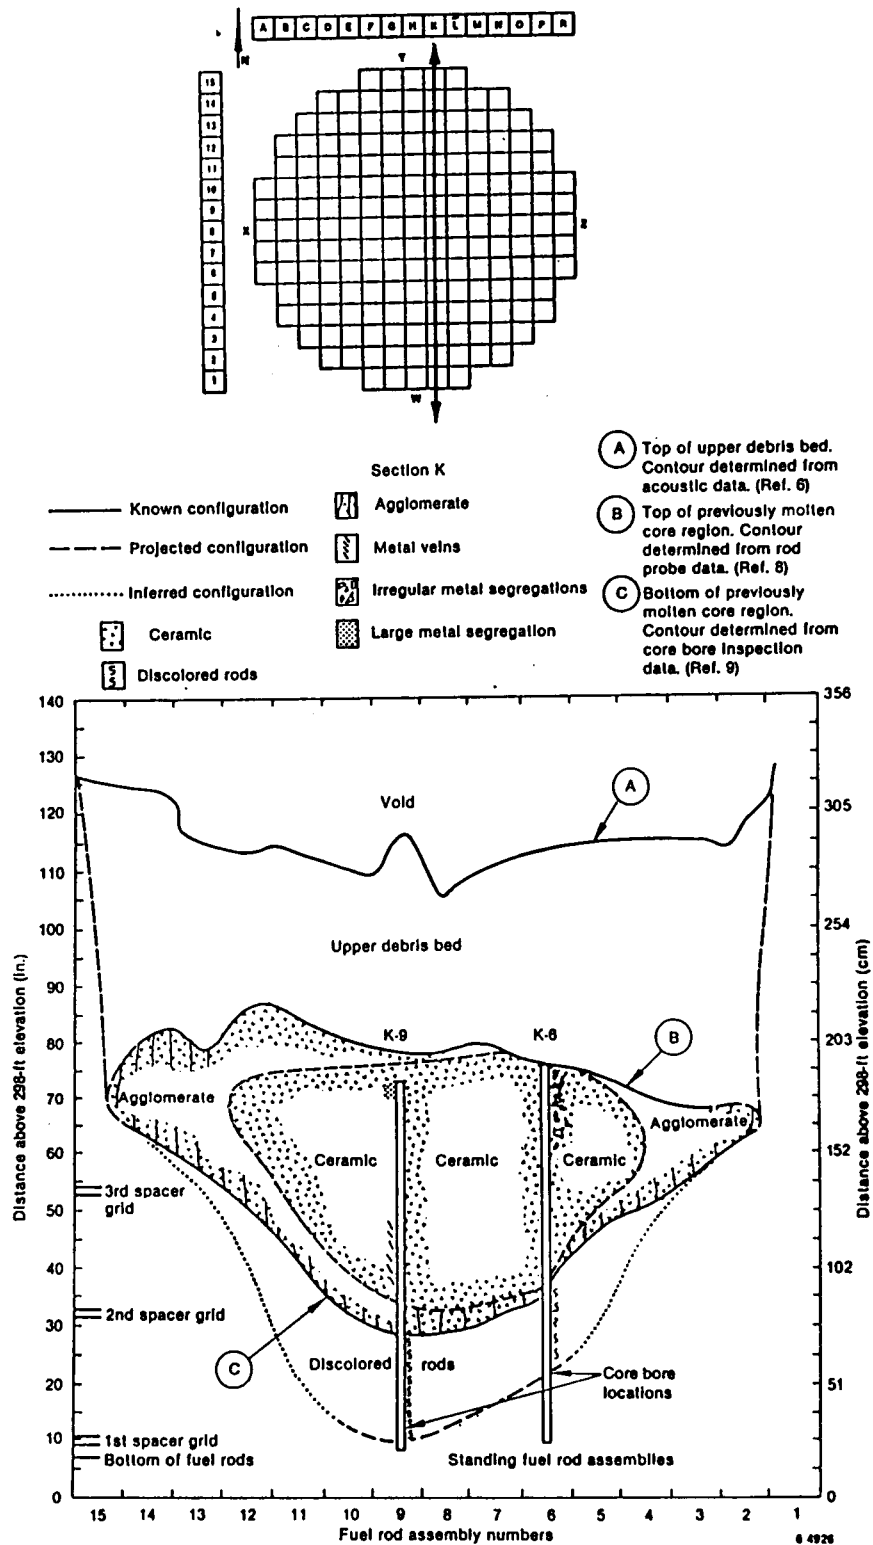 A B C D E F G H K L M N O P R
N
Y
15
14
13
12
11
10
9
8
7
6
5
4
3
2
1
X
Z
W
Section K
Known configuration
Projected configuration
Inferred configuration
Ceramic
Discolored rods
Agglomerate
Metal veins
Irregular metal segregations
Large metal segregation
A Top of upper debris bed.
Contour determined from
acoustic data. (Ref. 6)
B Top of previously molten
core region. Contour
determined from rod
probe data. (Ref. 8)
C Bottom of previously
molten core region.
Contour determined from
core bore inspection
data. (Ref. 9)
Distance above 298-ft elevation (in.)
140
130
120
110
100
90
80
70
60
50
40
30
20
10
0
356
305
254
203
152
102
51
0
Distance above 298-ft elevation (cm)
Void
A
Upper debris bed
K-9
K-6
B
Agglomerate
Agglomerate
Ceramic
Ceramic
Ceramic
3rd spacer
grid
2nd spacer grid
C
Discolored rods
Core bore
locations
1st spacer grid
Bottom of fuel rods
Standing fuel rod assemblies
15 14 13 12 11 10 9 8 7 6 5 4 3 2 1
Fuel rod assembly numbers
6 4926